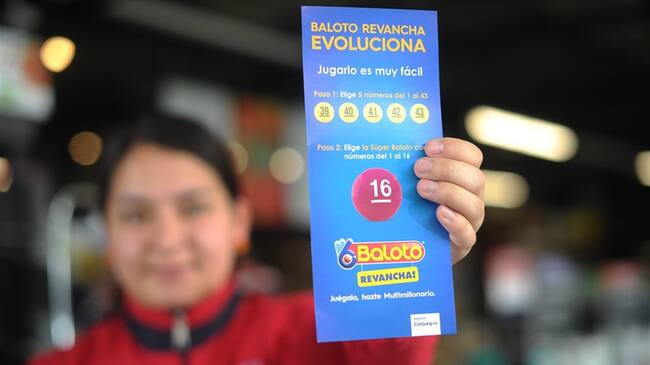 BALOTO REVANCHA
EVOLUCIONA
Jugarlo es muy fácil
Paso 1: Elige 5 números del 1 al 43
39 40 41 42 43
Paso 2: Elige la Súper Baloto con
números del 1 al 16
16
Baloto
REVANCHA!
Juégalo, hazte Multimillonario.
Coljuegos